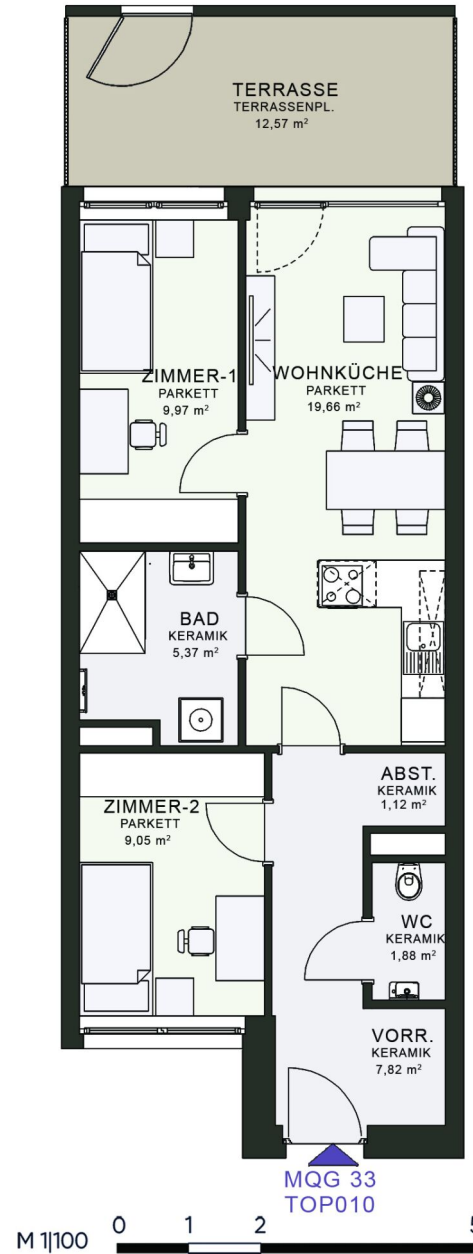 TERRASSE
TERRASSENPL.
12,57 m²
ZIMMER-1
PARKETT
9,97 m²
WOHNKÜCHE
PARKETT
19,66 m²
BAD
KERAMIK
5,37 m²
ABST.
KERAMIK
1,12 m²
ZIMMER-2
PARKETT
9,05 m²
WC
KERAMIK
1,88 m²
VORR.
KERAMIK
7,82 m²
MQG 33
TOP010
M 1|100 0 1 2 5